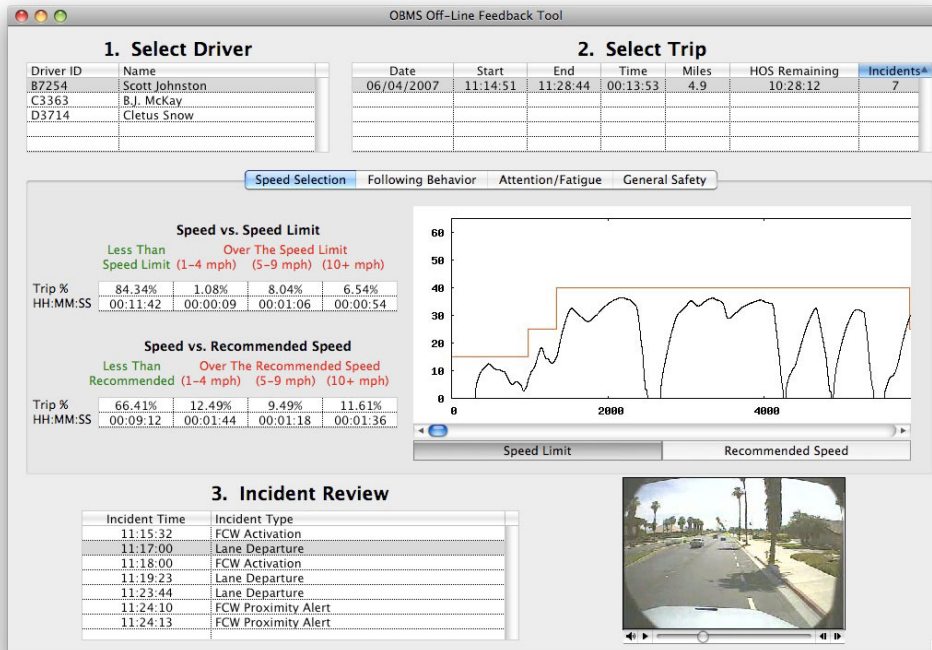 OBMS Off-Line Feedback Tool
1. Select Driver
Driver ID Name
B7254 Scott Johnston
C3363 B.J. McKay
D3714 Cletus Snow
2. Select Trip
Date Start End Time Miles HOS Remaining Incidents
06/04/2007 11:14:51 11:28:44 00:13:53 4.9 10:28:12 7
Speed Selection Following Behavior Attention/Fatigue General Safety
Speed vs. Speed Limit
Less Than Over The Speed Limit
Speed Limit (1-4 mph) (5-9 mph) (10+ mph)
Trip % 84.34% 1.08% 8.04% 6.54%
HH:MM:SS 00:11:42 00:00:09 00:01:06 00:00:54
Speed vs. Recommended Speed
Less Than Over The Recommended Speed
Recommended (1-4 mph) (5-9 mph) (10+ mph)
Trip % 66.41% 12.49% 9.49% 11.61%
HH:MM:SS 00:09:12 00:01:44 00:01:18 00:01:36
60
50
40
30
20
10
0
0 2000 4000
Speed Limit Recommended Speed
3. Incident Review
Incident Time Incident Type
11:15:32 FCW Activation
11:17:00 Lane Departure
11:18:00 FCW Activation
11:19:23 Lane Departure
11:23:44 Lane Departure
11:24:10 FCW Proximity Alert
11:24:13 FCW Proximity Alert